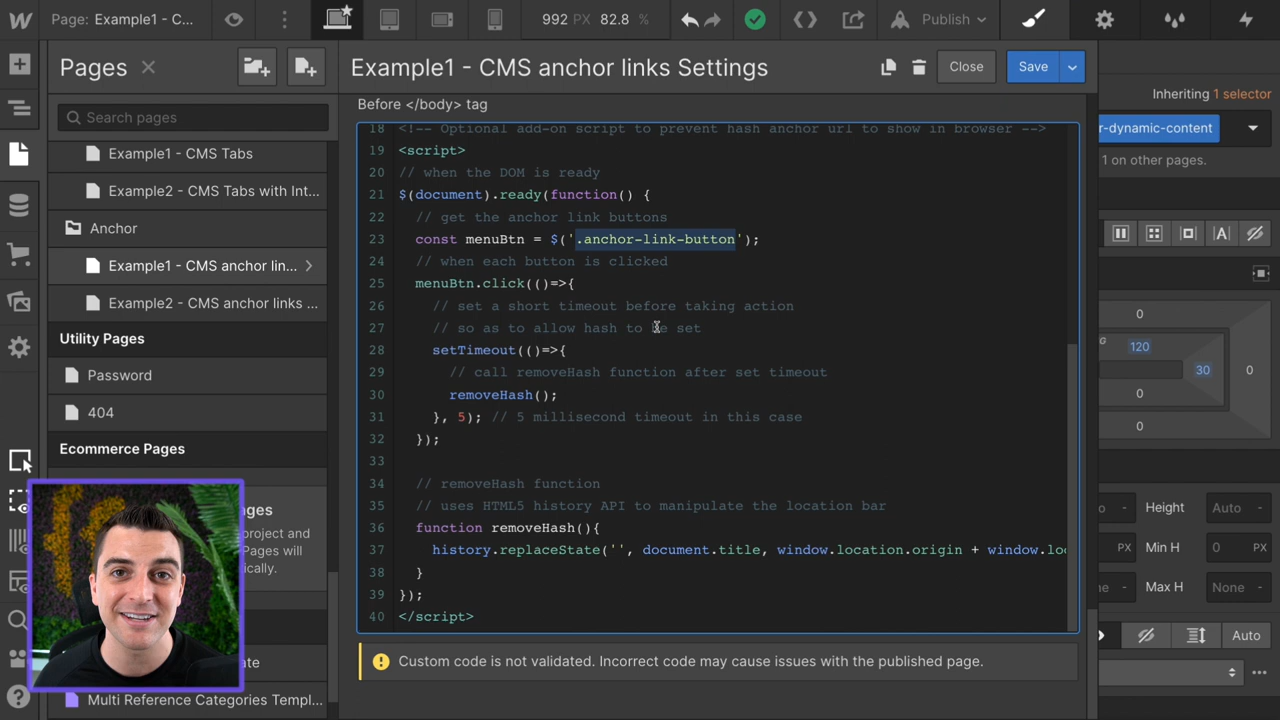 Page: Example1 - C...
992 PX 82.8 %
Publish
Pages
Search pages
Example1 - CMS Tabs
Example2 - CMS Tabs with Int...
Anchor
Example1 - CMS anchor lin...
Example2 - CMS anchor links ...
Utility Pages
Password
404
Ecommerce Pages
ages
project and
Pages will
ically.
Multi Reference Categories Templ...
Example1 - CMS anchor links Settings
Close
Save
Before </body> tag
18 <!-- Optional add-on script to prevent hash anchor url to show in browser -->
19 <script>
20 // when the DOM is ready
21 $(document).ready(function() {
22 // get the anchor link buttons
23 const menuBtn = $('.anchor-link-button');
24 // when each button is clicked
25 menuBtn.click(()=>{
26 // set a short timeout before taking action
27 // so as to allow hash to be set
28 setTimeout(()=>{
29 // call removeHash function after set timeout
30 removeHash();
31 }, 5); // 5 millisecond timeout in this case
32 });
33
34 // removeHash function
35 // uses HTML5 history API to manipulate the location bar
36 function removeHash(){
37 history.replaceState('', document.title, window.location.origin + window.loc
38 }
39 });
40 </script>
Custom code is not validated. Incorrect code may cause issues with the published page.
Inheriting 1 selector
r-dynamic-content
1 on other pages.
0
120
30
0
0
0
Height Auto
PX Min H 0 PX
Max H None
Auto